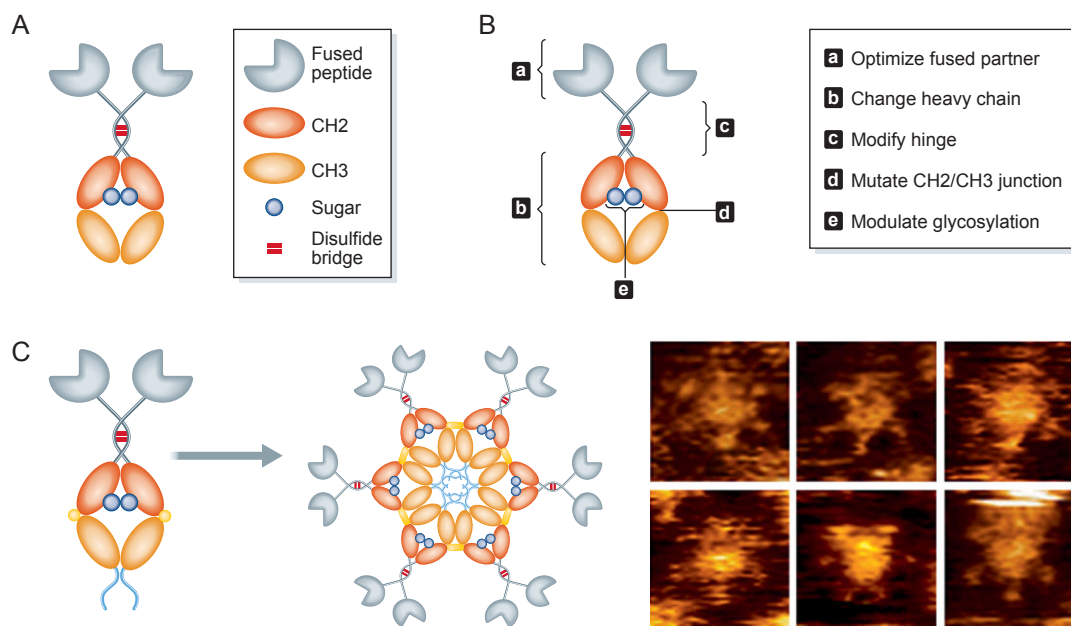 A
Fused
peptide
CH2
CH3
Sugar
Disulfide
bridge
B
a
b
c
d
e
a Optimize fused partner
b Change heavy chain
c Modify hinge
d Mutate CH2/CH3 junction
e Modulate glycosylation
C